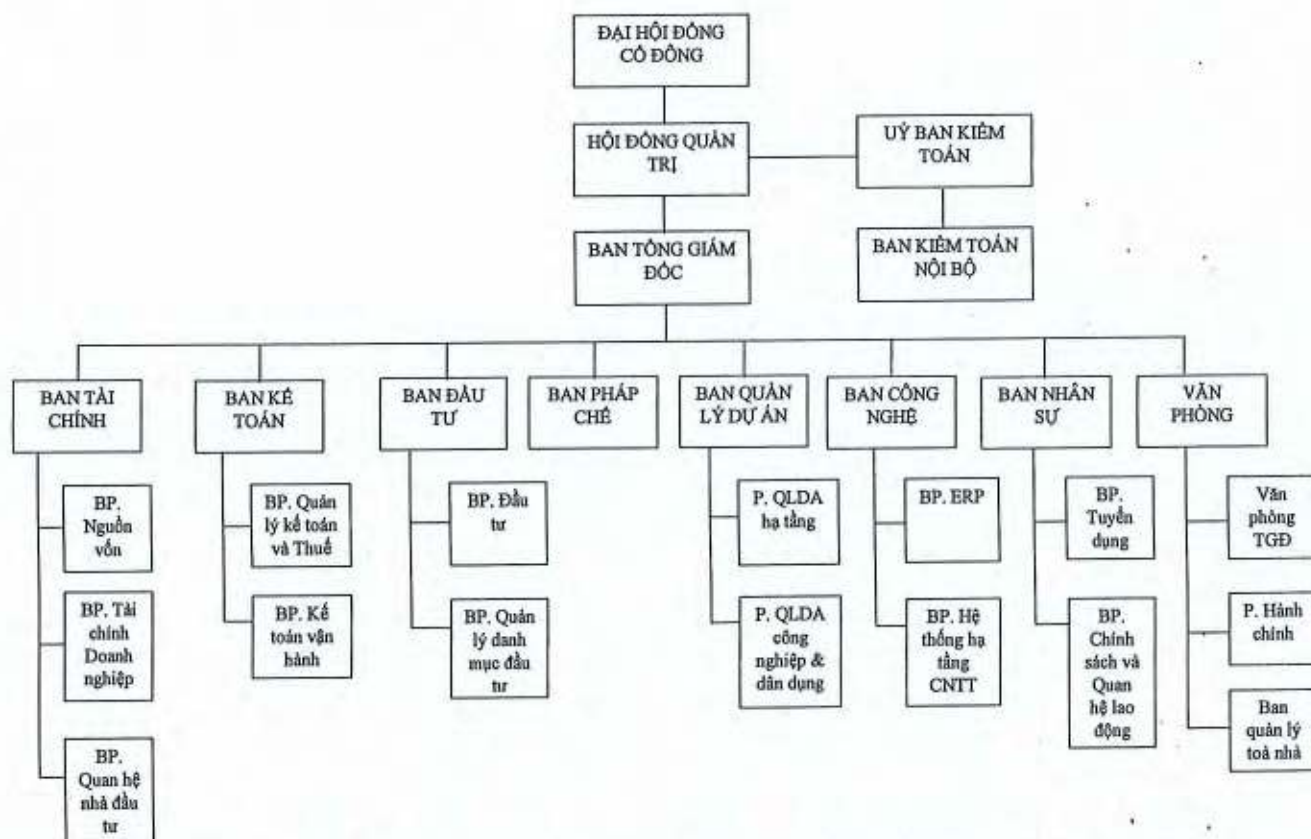 ĐẠI HỘI ĐỒNG
CỔ ĐÔNG
HỘI ĐỒNG QUẢN
TRỊ
UỶ BAN KIỂM
TOÁN
BAN TỔNG GIÁM
ĐỐC
BAN KIỂM TOÁN
NỘI BỘ
BAN TÀI
CHÍNH
BAN KẾ
TOÁN
BAN ĐẦU
TƯ
BAN PHÁP
CHẾ
BAN QUẢN
LÝ DỰ ÁN
BAN CÔNG
NGHỆ
BAN NHÂN
SỰ
VĂN
PHÒNG
BP.
Nguồn
vốn
BP. Tài
chính
Doanh
nghiệp
BP.
Quan hệ
nhà đầu
tư
BP. Quản
lý kế toán
và Thuế
BP. Kế
toán vận
hành
BP. Đầu
tư
BP. Quản
lý danh
mục đầu
tư
P. QLDA
hạ tầng
P. QLDA
công
nghiệp &
dân dụng
BP. ERP
BP. Hệ
thống hạ
tầng
CNTT
BP.
Tuyển
dụng
BP.
Chính
sách và
Quan
hệ lao
động
Văn
phòng
TGĐ
P. Hành
chính
Ban
quản lý
toà nhà